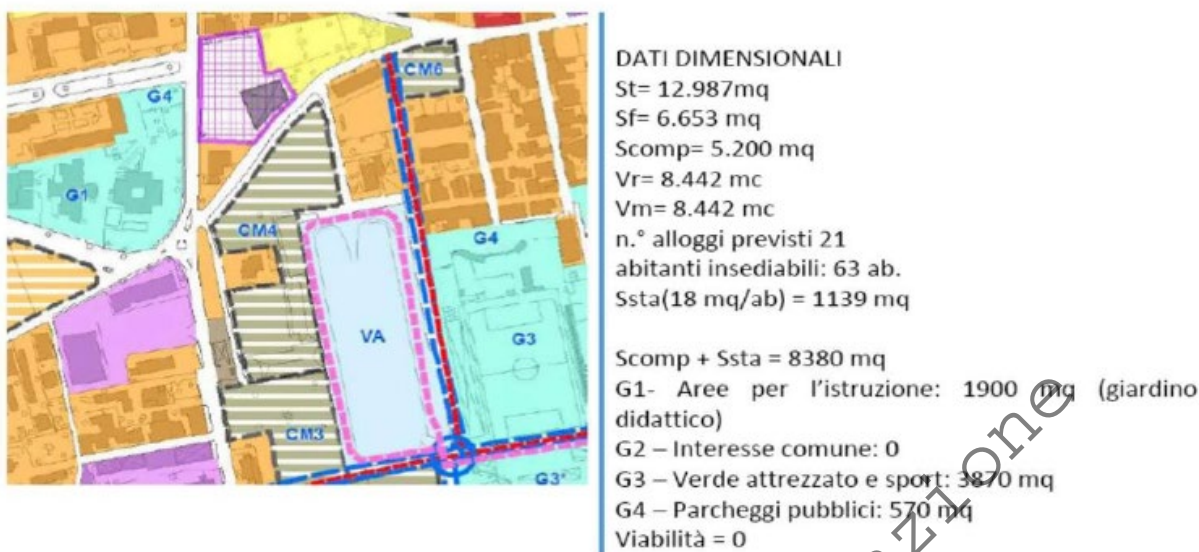 CM6
G4
G1
CM4
G4
VA
G3
CM3
G3*
DATI DIMENSIONALI
St= 12.987mq
Sf= 6.653 mq
Scomp= 5.200 mq
Vr= 8.442 mc
Vm= 8.442 mc
n.° alloggi previsti 21
abitanti insediabili: 63 ab.
Ssta(18 mq/ab) = 1139 mq
Scomp + Ssta = 8380 mq
G1- Aree per l'istruzione: 1900 mq (giardino
didattico)
G2 – Interesse comune: 0
G3 – Verde attrezzato e sport: 3870 mq
G4 – Parcheggi pubblici: 570 mq
Viabilità = 0
zione